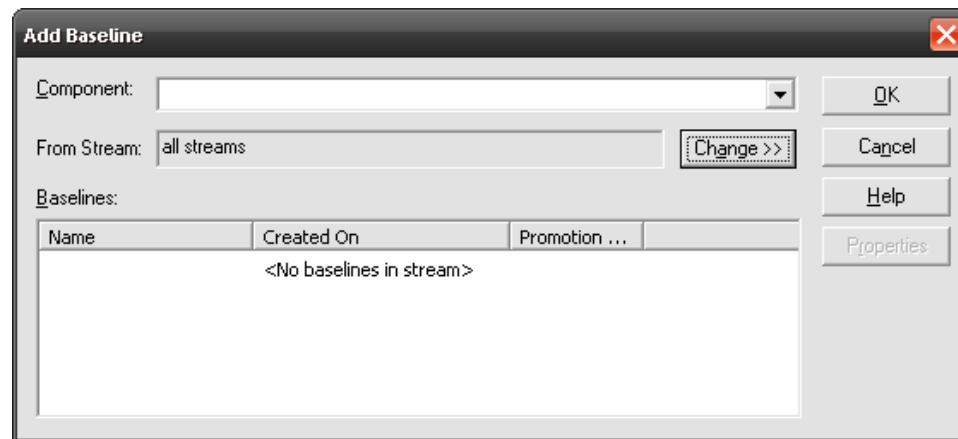 Add Baseline
Component:
OK
From Stream: all streams Change >>
Cancel
Baselines:
Help
Name Created On Promotion ...
Properties
<No baselines in stream>